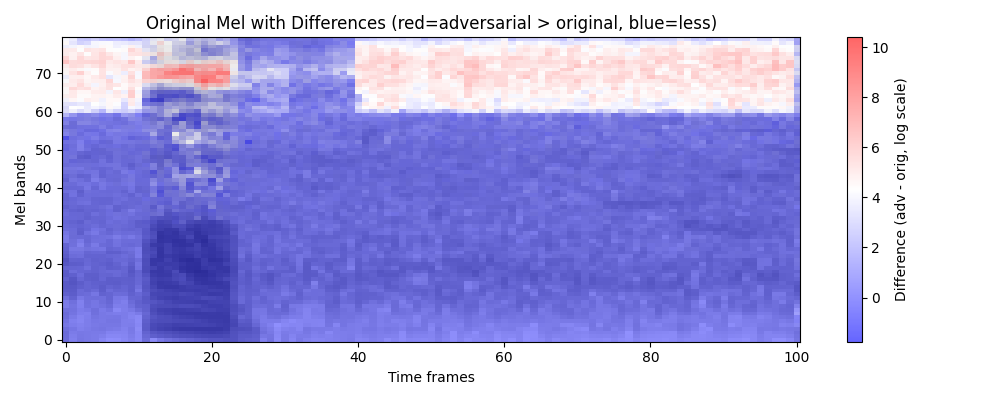 Original Mel with Differences (red=adversarial > original, blue=less)
70
60
50
40
30
20
10
0
Mel bands
0 20 40 60 80 100
Time frames
10
8
6
4
2
0
Difference (adv - orig, log scale)